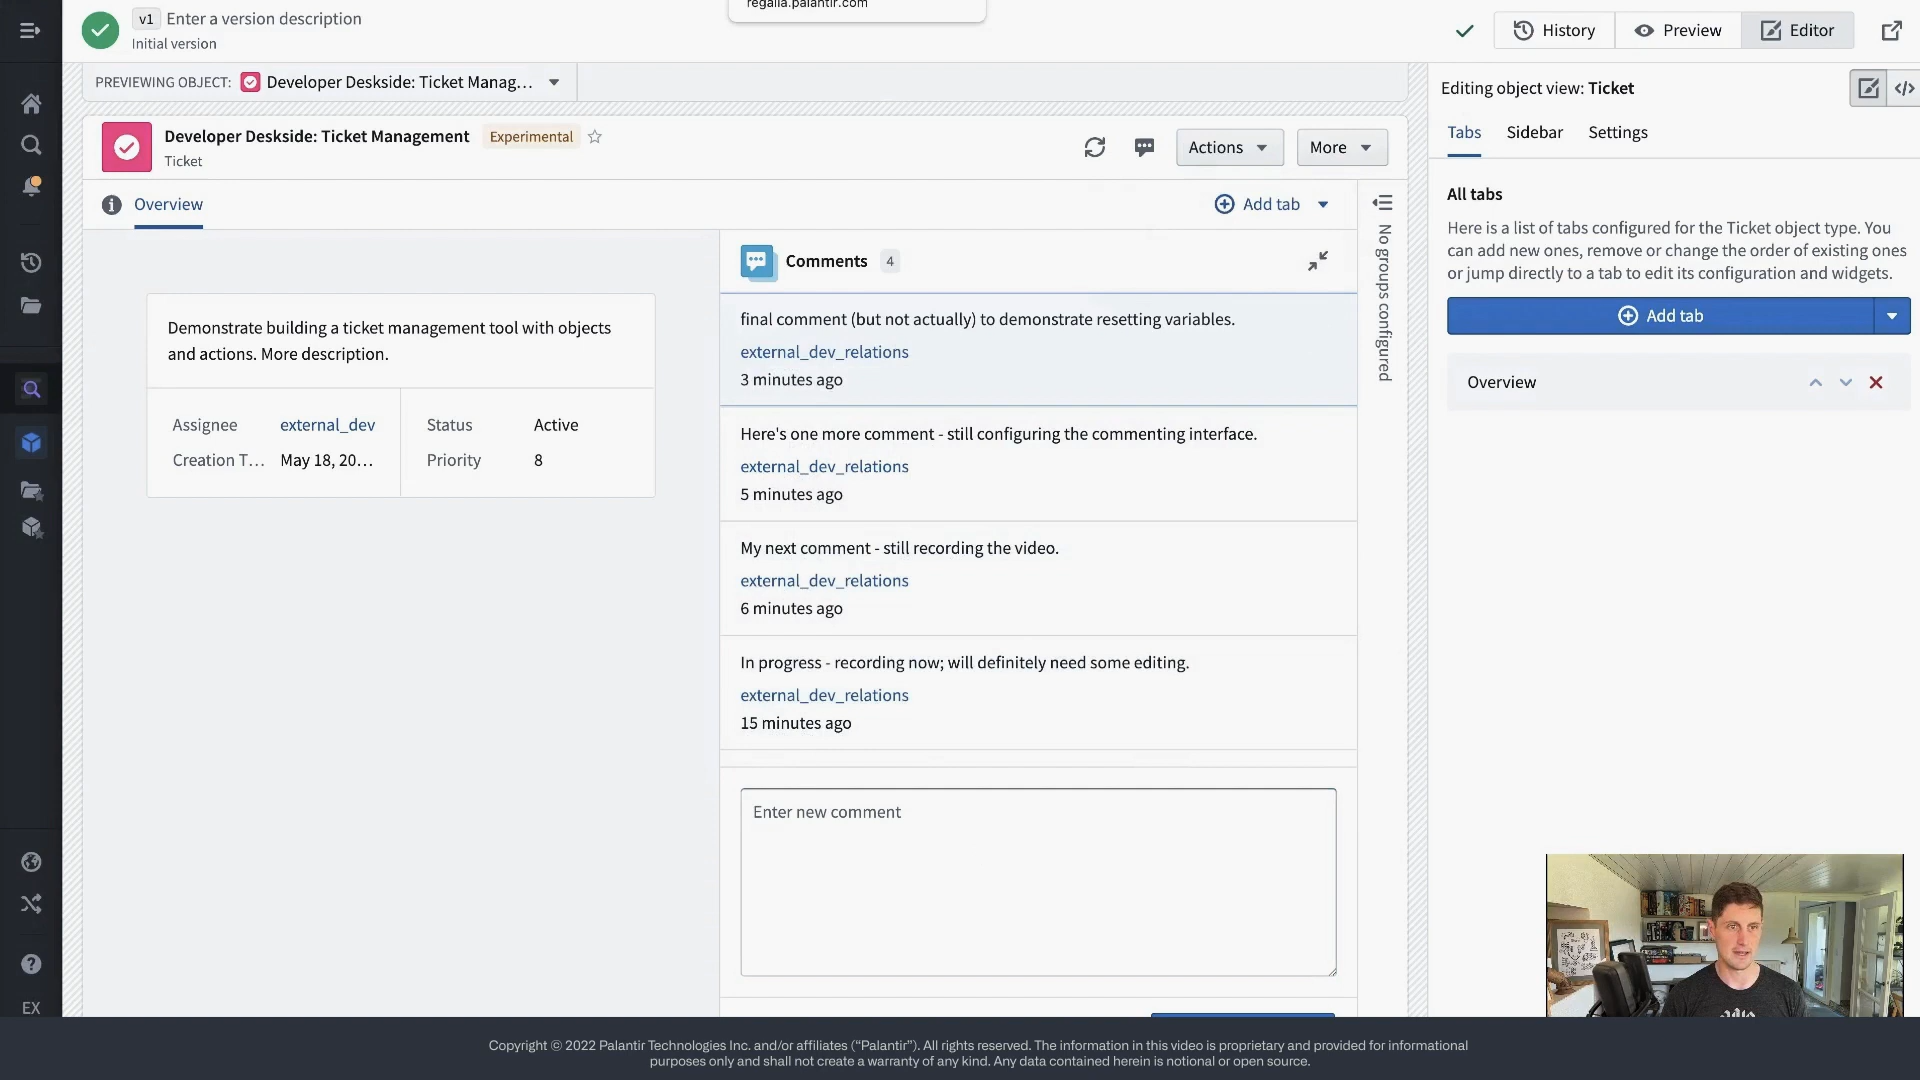 regalia.palantir.com
v1 Enter a version description
Initial version
History
Preview
Editor
PREVIEWING OBJECT: Developer Deskside: Ticket Manag...
Editing object view: Ticket
Developer Deskside: Ticket Management Experimental
Ticket
Actions
More
Tabs Sidebar Settings
Overview
Add tab
No groups configured
All tabs
Here is a list of tabs configured for the Ticket object type. You
can add new ones, remove or change the order of existing ones
or jump directly to a tab to edit its configuration and widgets.
Add tab
Overview
Demonstrate building a ticket management tool with objects
and actions. More description.
Assignee external_dev
Creation T... May 18, 20...
Status Active
Priority 8
Comments 4
final comment (but not actually) to demonstrate resetting variables.
external_dev_relations
3 minutes ago
Here's one more comment - still configuring the commenting interface.
external_dev_relations
5 minutes ago
My next comment - still recording the video.
external_dev_relations
6 minutes ago
In progress - recording now; will definitely need some editing.
external_dev_relations
15 minutes ago
Enter new comment
EX
Copyright © 2022 Palantir Technologies Inc. and/or affiliates (“Palantir”). All rights reserved. The information in this video is proprietary and provided for informational
purposes only and shall not create a warranty of any kind. Any data contained herein is notional or open source.